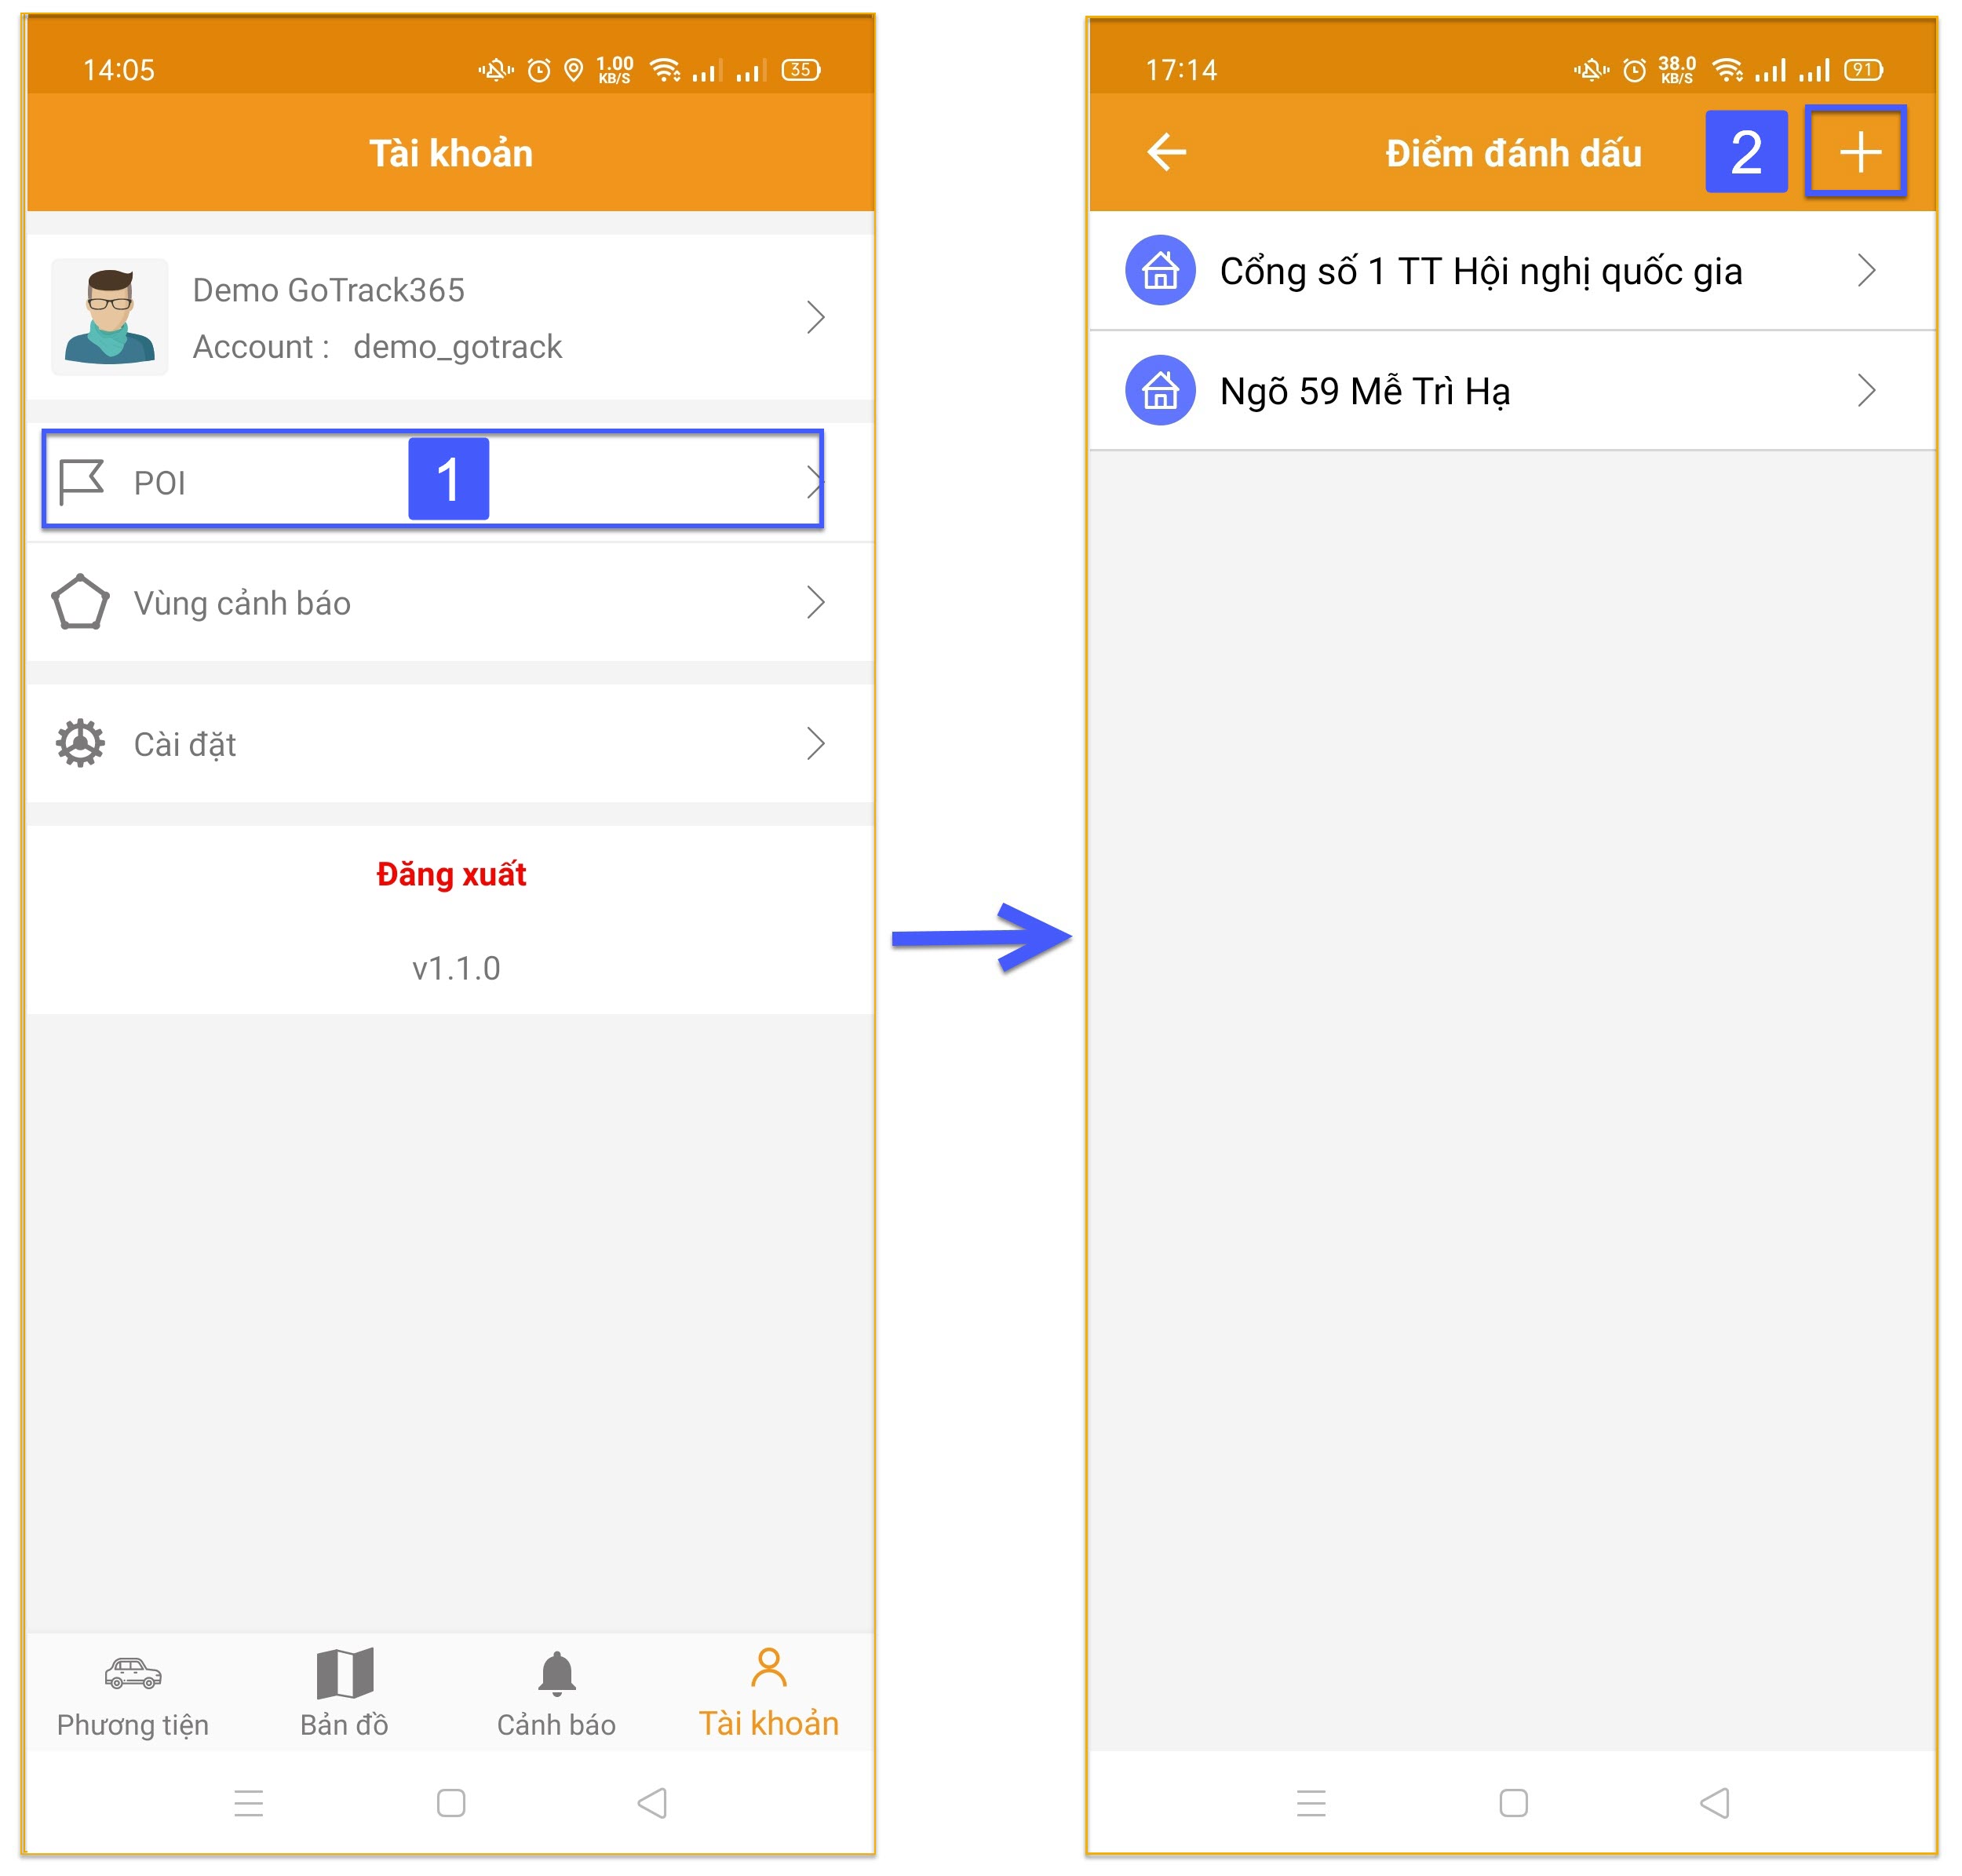 14:05
1.00
KB/S
35
Tài khoản
Demo GoTrack365
Account : demo_gotrack
POI
1
Vùng cảnh báo
Cài đặt
Đăng xuất
v1.1.0
Phương tiện
Bản đồ
Cảnh báo
Tài khoản
17:14
38.0
KB/S
91
Điểm đánh dấu
2
Cổng số 1 TT Hội nghị quốc gia
Ngõ 59 Mễ Trì Hạ